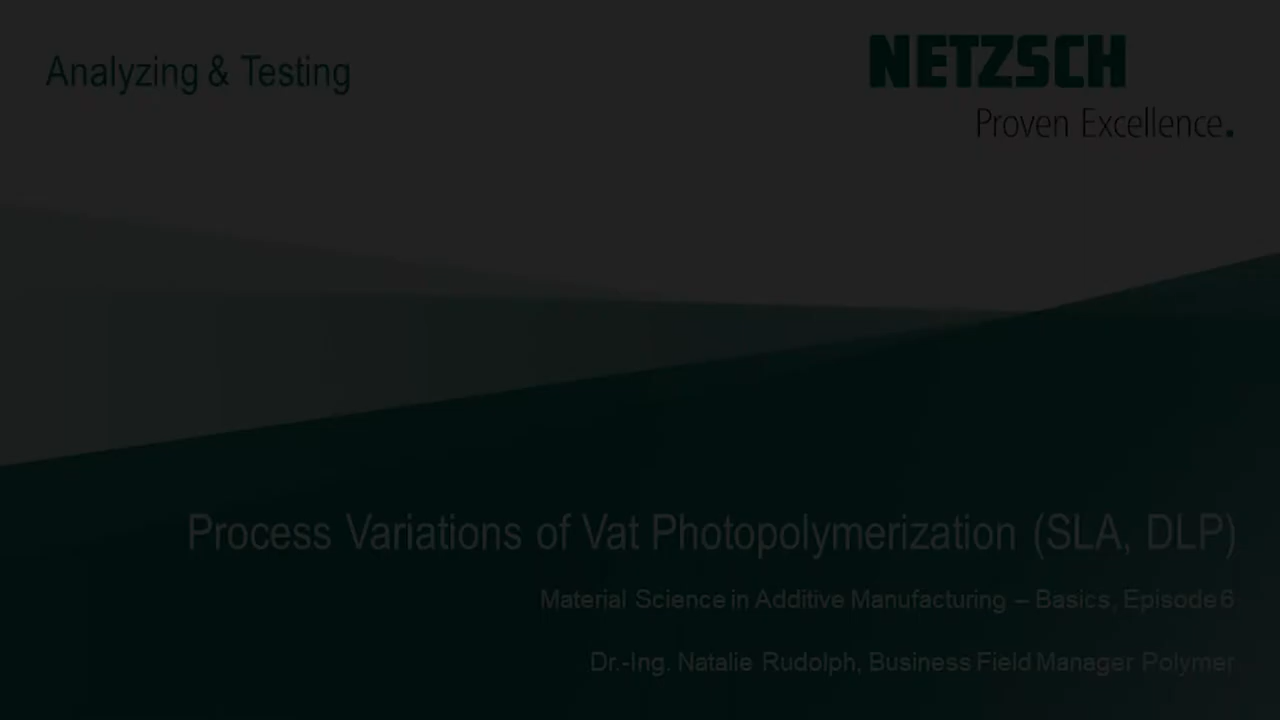 Analyzing & Testing
NETZSCH
Proven Excellence.
Process Variations of Vat Photopolymerization (SLA, DLP)
Material Science in Additive Manufacturing – Basics, Episode 6
Dr.-Ing. Natalie Rudolph, Business Field Manager Polymer